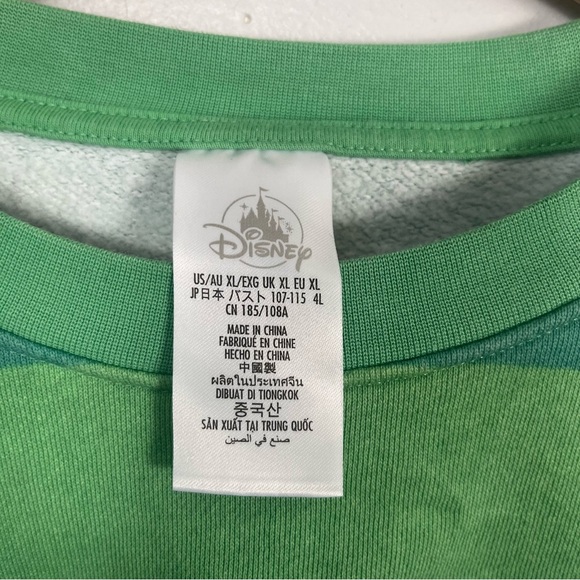 DISNEY
US/AU XL/EXG UK XL EU XL
JP日本 バスト 107-115 4L
CN 185/108A
MADE IN CHINA
FABRIQUÉ EN CHINE
HECHO EN CHINA
中國製
ผลิตในประเทศจีน
DIBUAT DI TIONGKOK
중국산
SẢN XUẤT TẠI TRUNG QUỐC
صنع في الصين